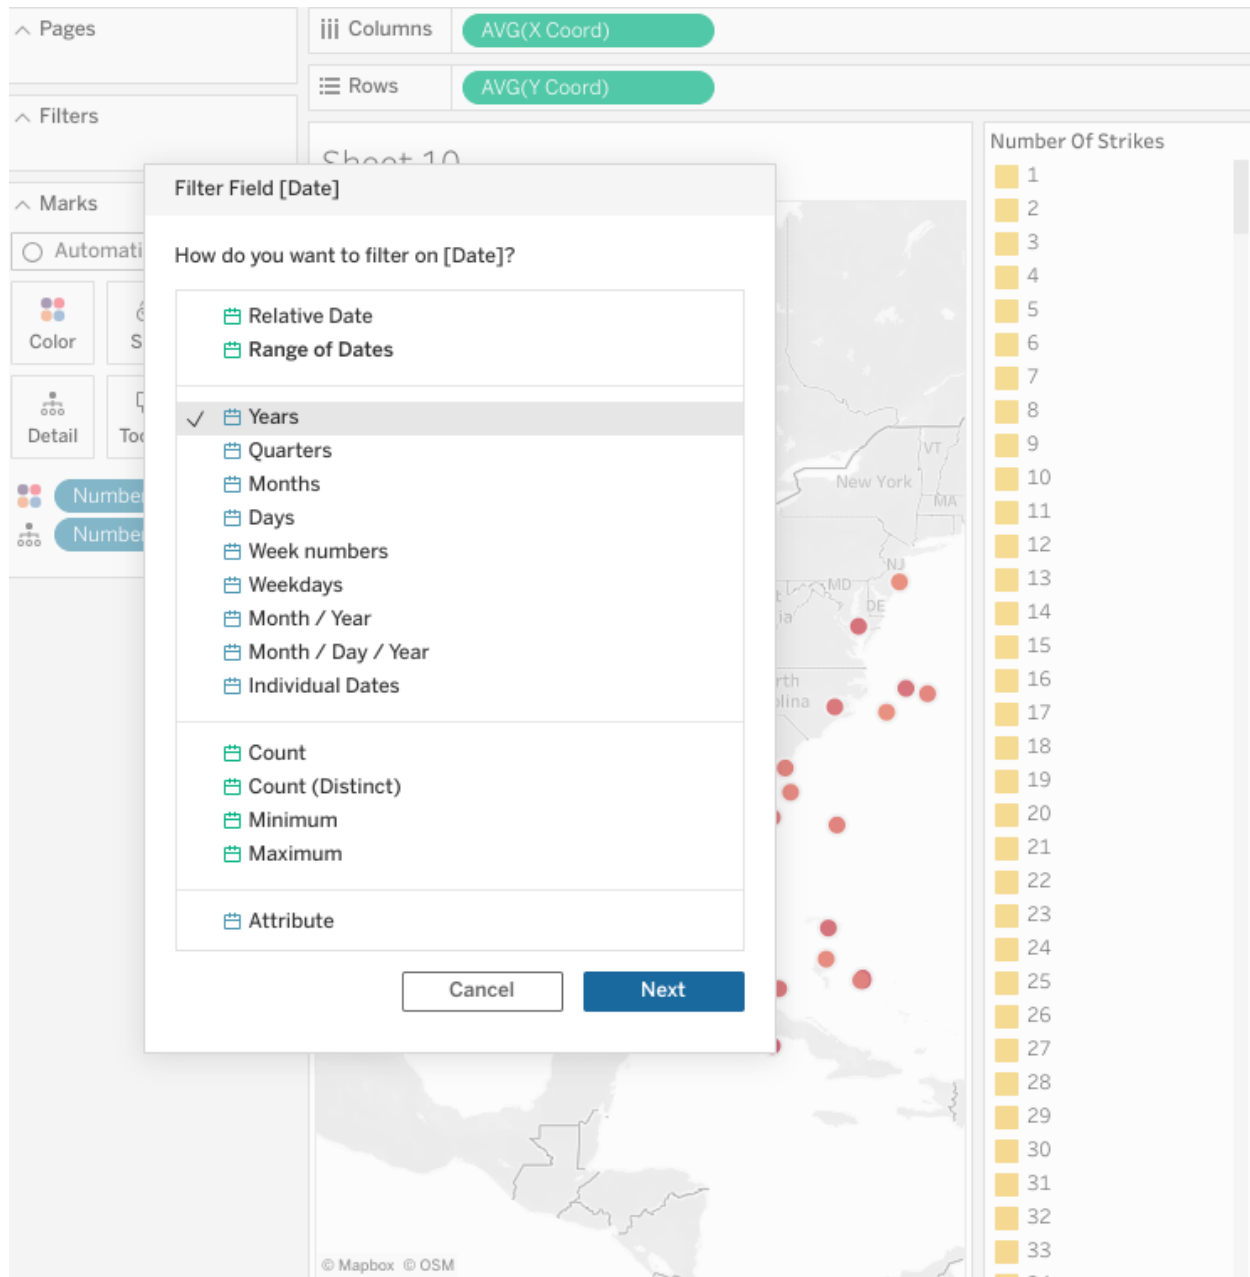 Pages
Columns
AVG(X Coord)
Rows
AVG(Y Coord)
Filters
Marks
Color
Detail
Number
Number
Filter Field [Date]
How do you want to filter on [Date]?
Relative Date
Range of Dates
Years
Quarters
Months
Days
Week numbers
Weekdays
Month / Year
Month / Day / Year
Individual Dates
Count
Count (Distinct)
Minimum
Maximum
Attribute
Cancel
Next
VT
New York
MA
NJ
MD
DE
© Mapbox © OSM
Number Of Strikes
1
2
3
4
5
6
7
8
9
10
11
12
13
14
15
16
17
18
19
20
21
22
23
24
25
26
27
28
29
30
31
32
33